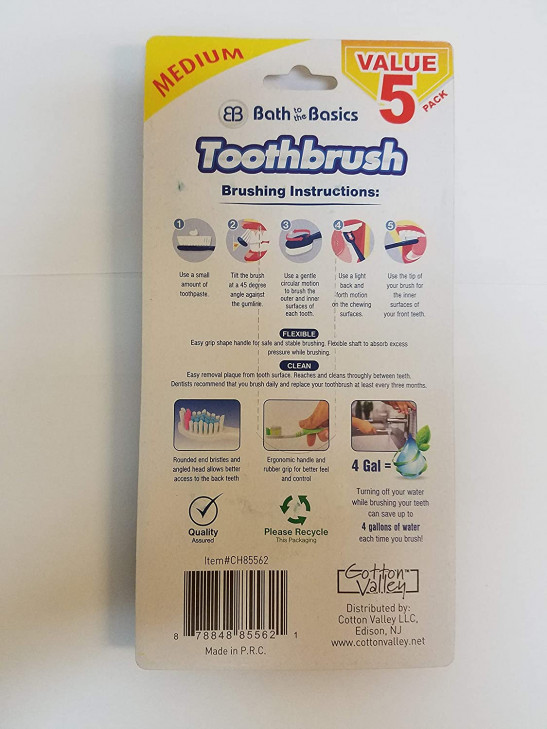 MEDIUM
VALUE
5
PACK
BB Bath to the Basics
Toothbrush
Brushing Instructions:
1
2
3
4
5
Use a small
amount of
toothpaste.
Tilt the brush
at a 45 degree
angle against
the gumline.
Use a gentle
circular motion
to brush the
outer and inner
surfaces of
each tooth.
Use a light
back and
forth motion
on the chewing
surfaces.
Use the tip of
your brush for
the inner
surfaces of
your front teeth.
FLEXIBLE
Easy grip shape handle for safe and stable brushing. Flexible shaft to absorb excess
pressure while brushing.
CLEAN
Easy removal plaque from tooth surface. Reaches and cleans throughly between teeth.
Dentists recommend that you brush daily and replace your toothbrush at least every three months.
Rounded end bristles and
angled head allows better
access to the back teeth
Ergonomic handle and
rubber grip for better feel
and control
4 Gal =
Turning off your water
while brushing your teeth
can save up to
4 gallons of water
each time you brush!
Quality
Assured
Please Recycle
This Packaging
Item#CH85562
8 78848 85562 1
Made in P.R.C.
Cotton
Valley
Distributed by:
Cotton Valley LLC,
Edison, NJ
www.cottonvalley.net